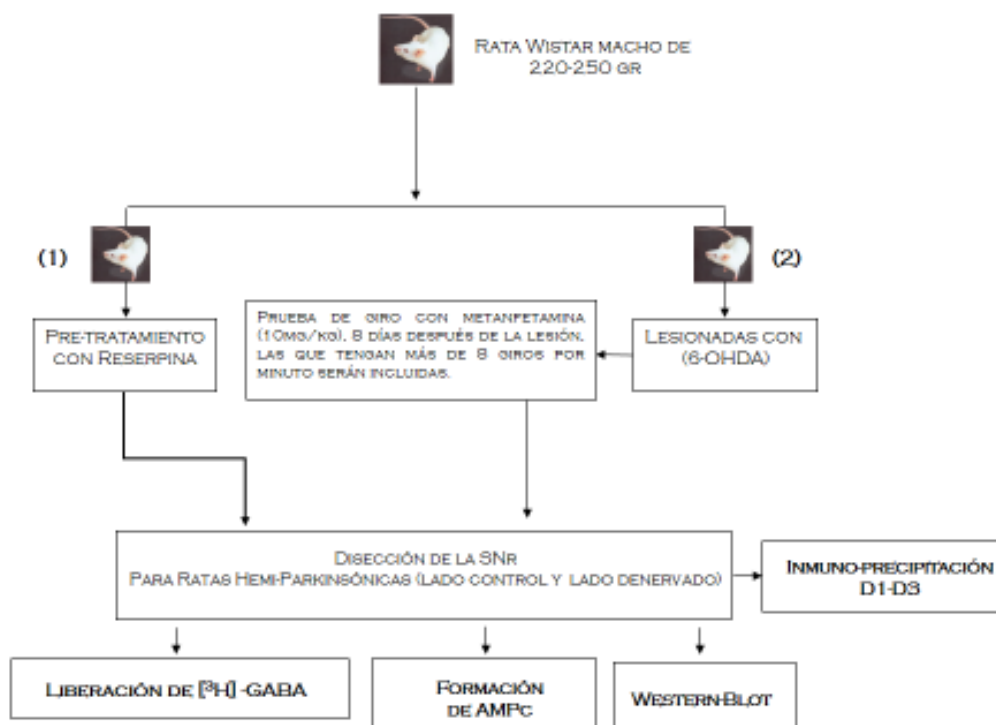 Rata Wistar macho de
220-250 gr
(1)
(2)
Pre-tratamiento
con Reserpina
Prueba de giro con metanfetamina
(10mg/kg), 8 días después de la lesión,
las que tengan más de 8 giros por
minuto serán incluidas.
Lesionadas con
(6-OHDA)
Disección de la SNr
Para Ratas Hemi-Parkinsónicas (lado control y lado denervado)
Inmuno-precipitación
D1-D3
Liberación de [³H] -GABA
Formación
de AMPc
Western-Blot